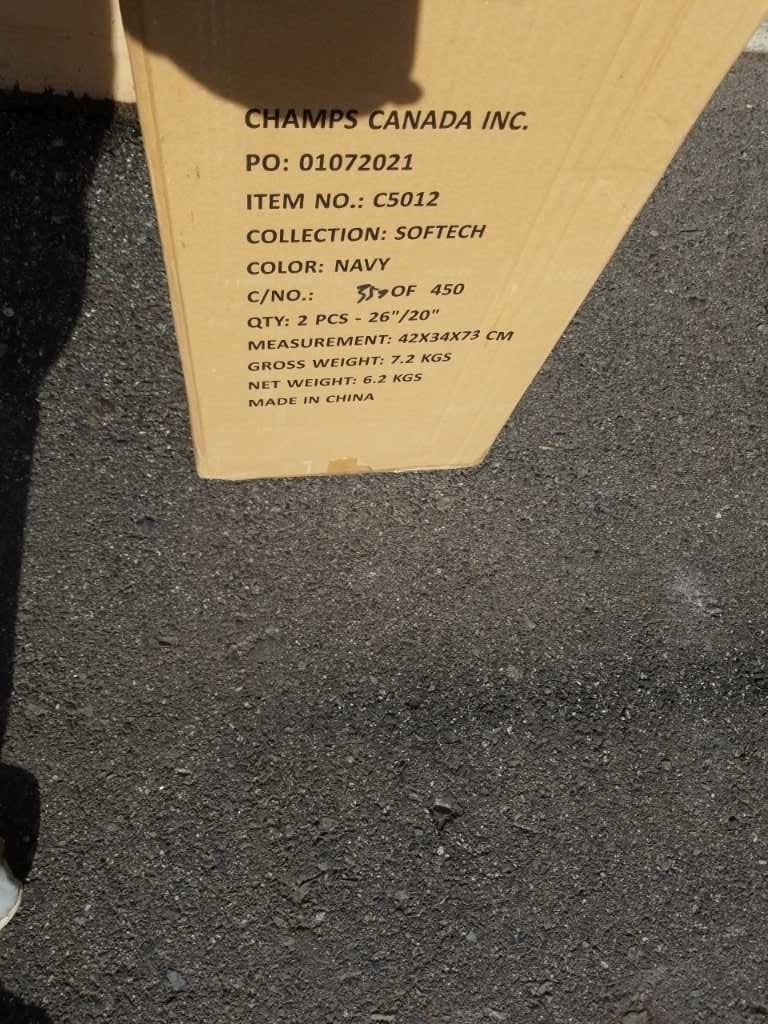 CHAMPS CANADA INC.
PO: 01072021
ITEM NO.: C5012
COLLECTION: SOFTECH
COLOR: NAVY
C/NO.: 350 OF 450
QTY: 2 PCS - 26"/20"
MEASUREMENT: 42X34X73 CM
GROSS WEIGHT: 7.2 KGS
NET WEIGHT: 6.2 KGS
MADE IN CHINA